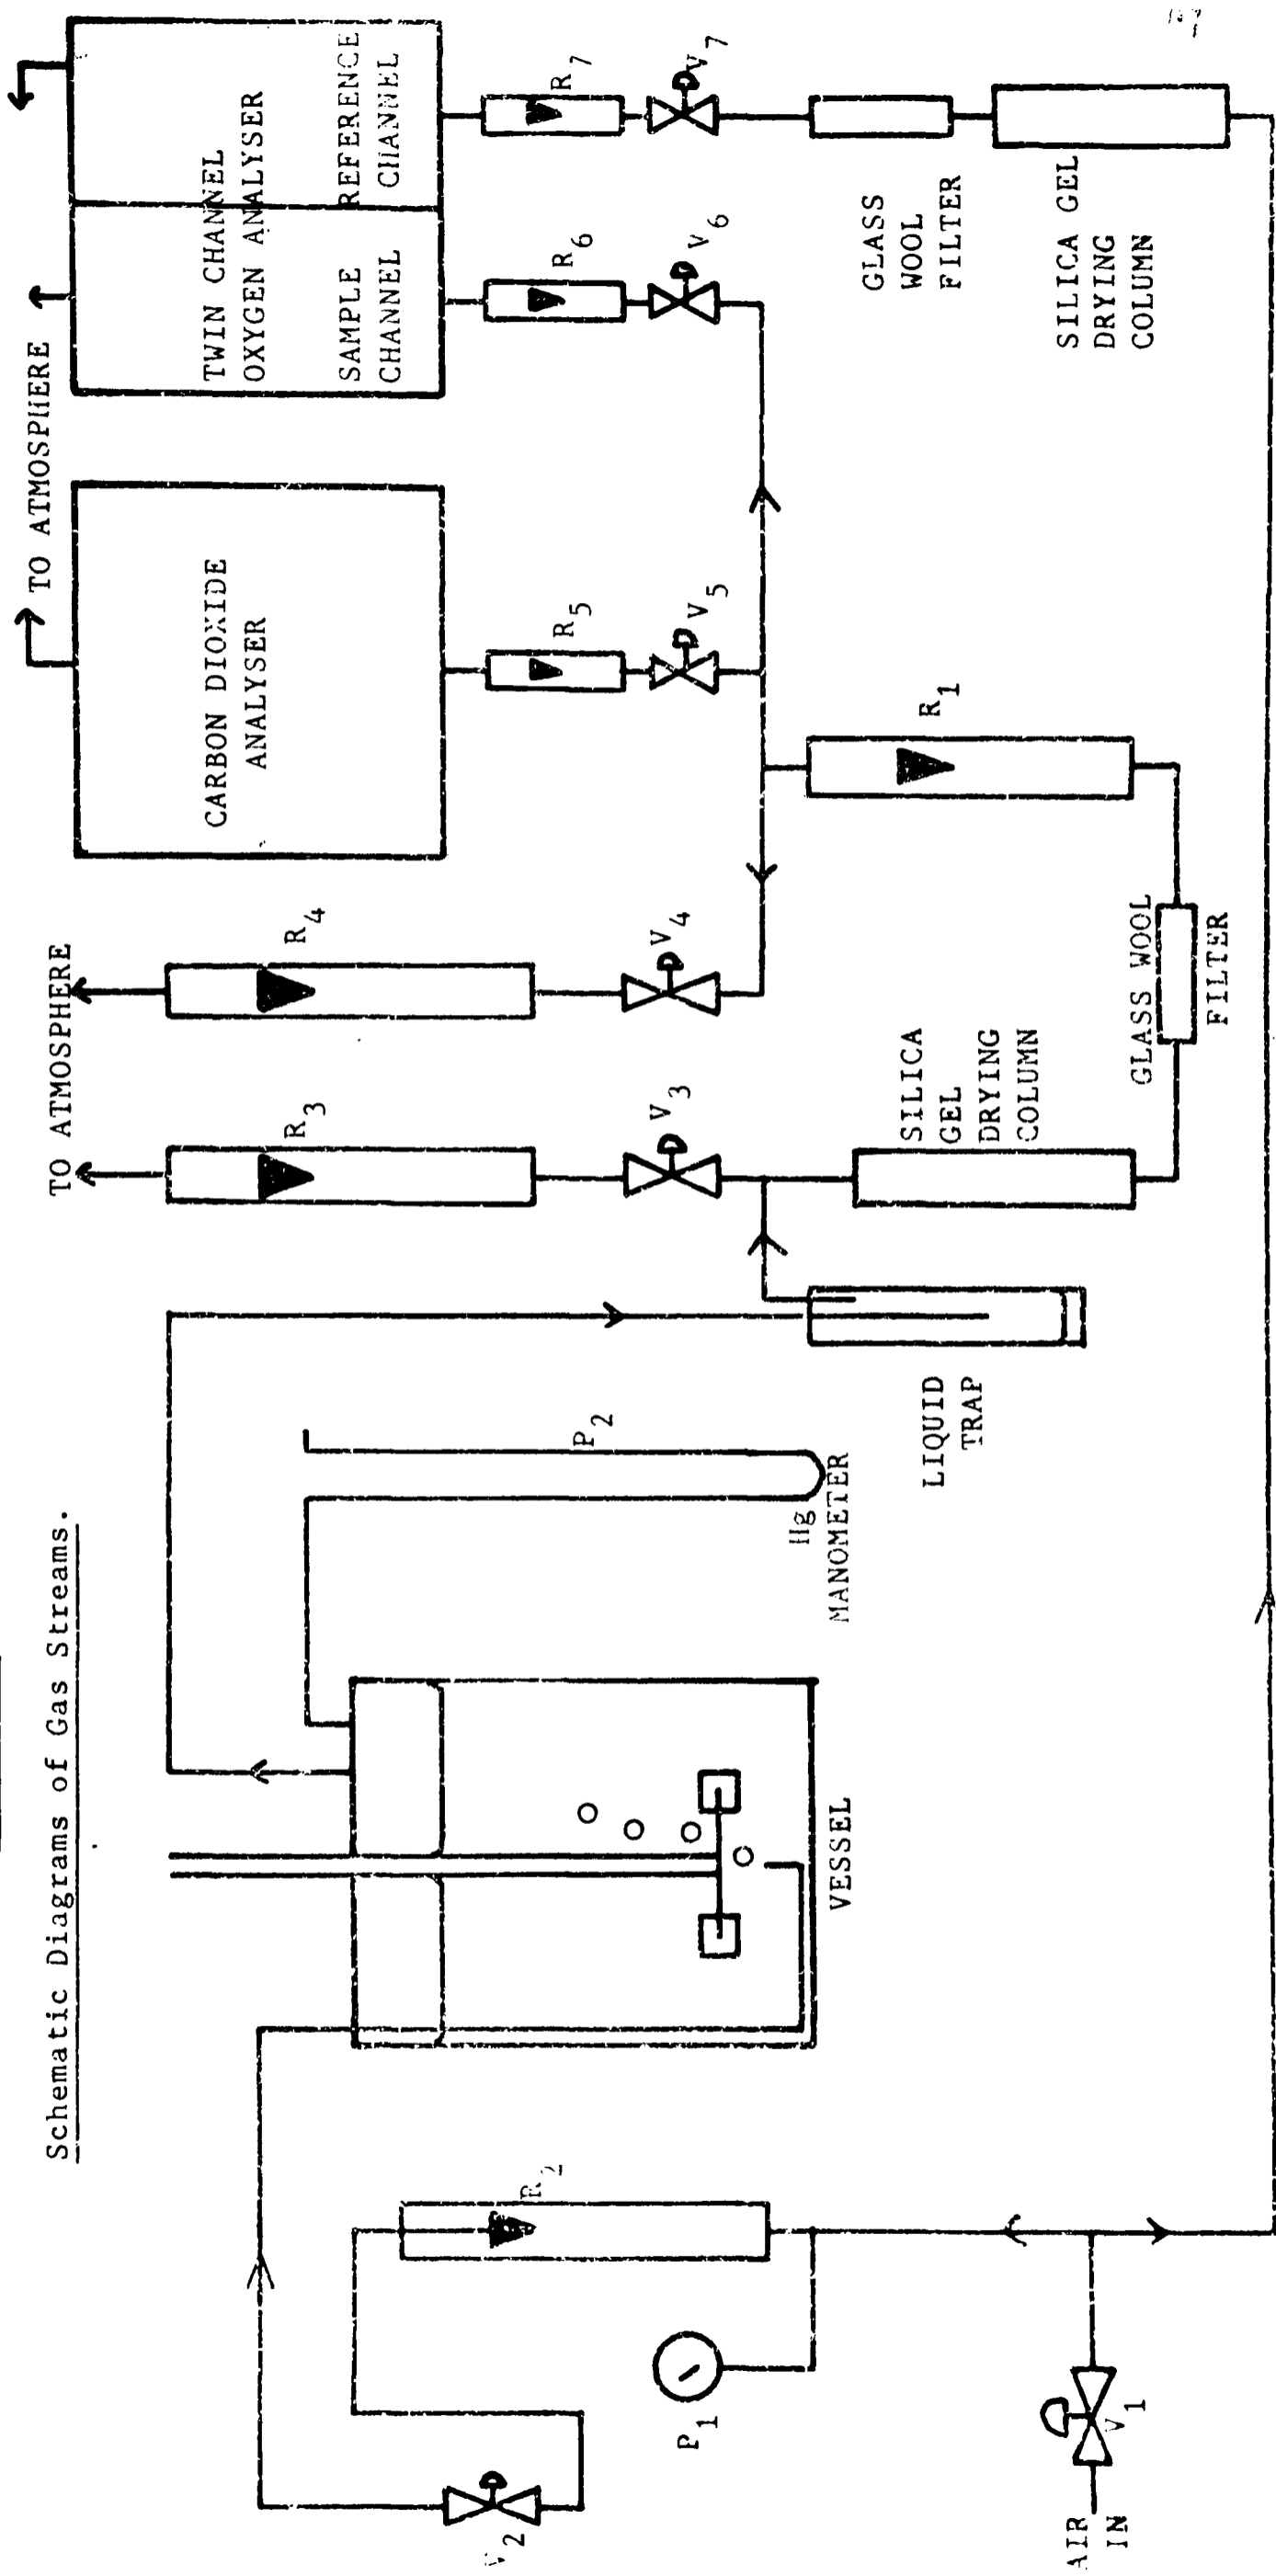 Schematic Diagrams of Gas Streams.
TO ATMOSPHERE
TO ATMOSPHERE
CARBON DIOXIDE
ANALYSER
TWIN CHANNEL
OXYGEN ANALYSER
SAMPLE
CHANNEL
REFERENCE
CHANNEL
R2
V2
P1
AIR
IN
V1
VESSEL
Hg
MANOMETER
P2
LIQUID
TRAP
R3
V3
SILICA
GEL
DRYING
COLUMN
R4
V4
GLASS WOOL
FILTER
R1
R5
V5
R6
V6
R7
V7
GLASS
WOOL
FILTER
SILICA GEL
DRYING
COLUMN